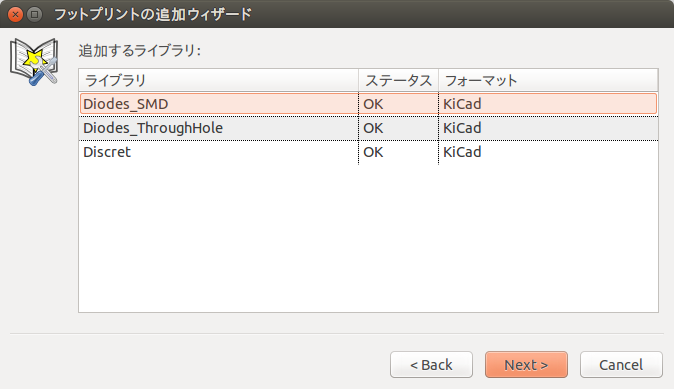 フットプリントの追加ウィザード
追加するライブラリ:
ライブラリ ステータス フォーマット
Diodes_SMD OK KiCad
Diodes_ThroughHole OK KiCad
Discret OK KiCad
< Back Next > Cancel